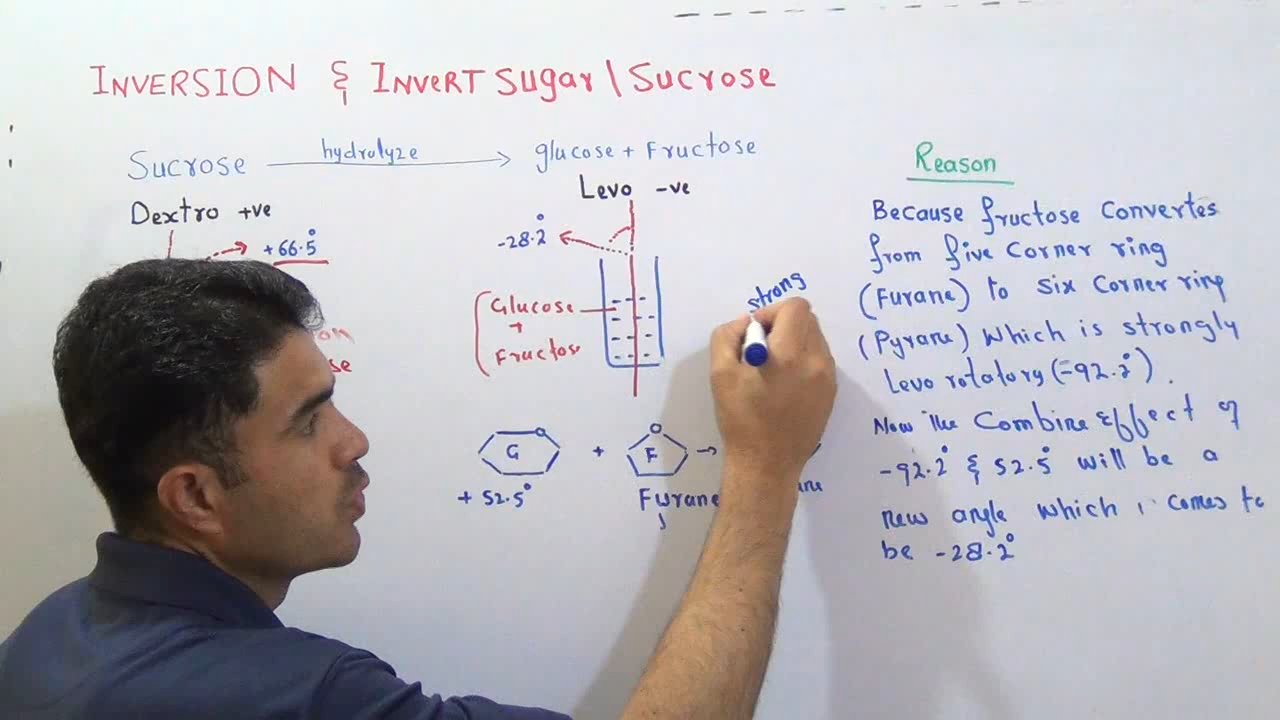 INVERSION & INVERT Sugar\Sucrose
Sucrose hydrolyze glucose + Fructose
Dextro +ve
+66.5°
Levo -ve
-28.2°
Glucose
+
Fructose
G + F →
+52.5°
Furane
strong
Reason
Because fructose Convertes
from five Corner ring
(Furane) to six Corner ring
(Pyrane) Which is strongly
Levo rotatory (-92.2°).
Now the Combine Effect of
-92.2° & 52.5° will be a
new angle which comes to
be -28.2°